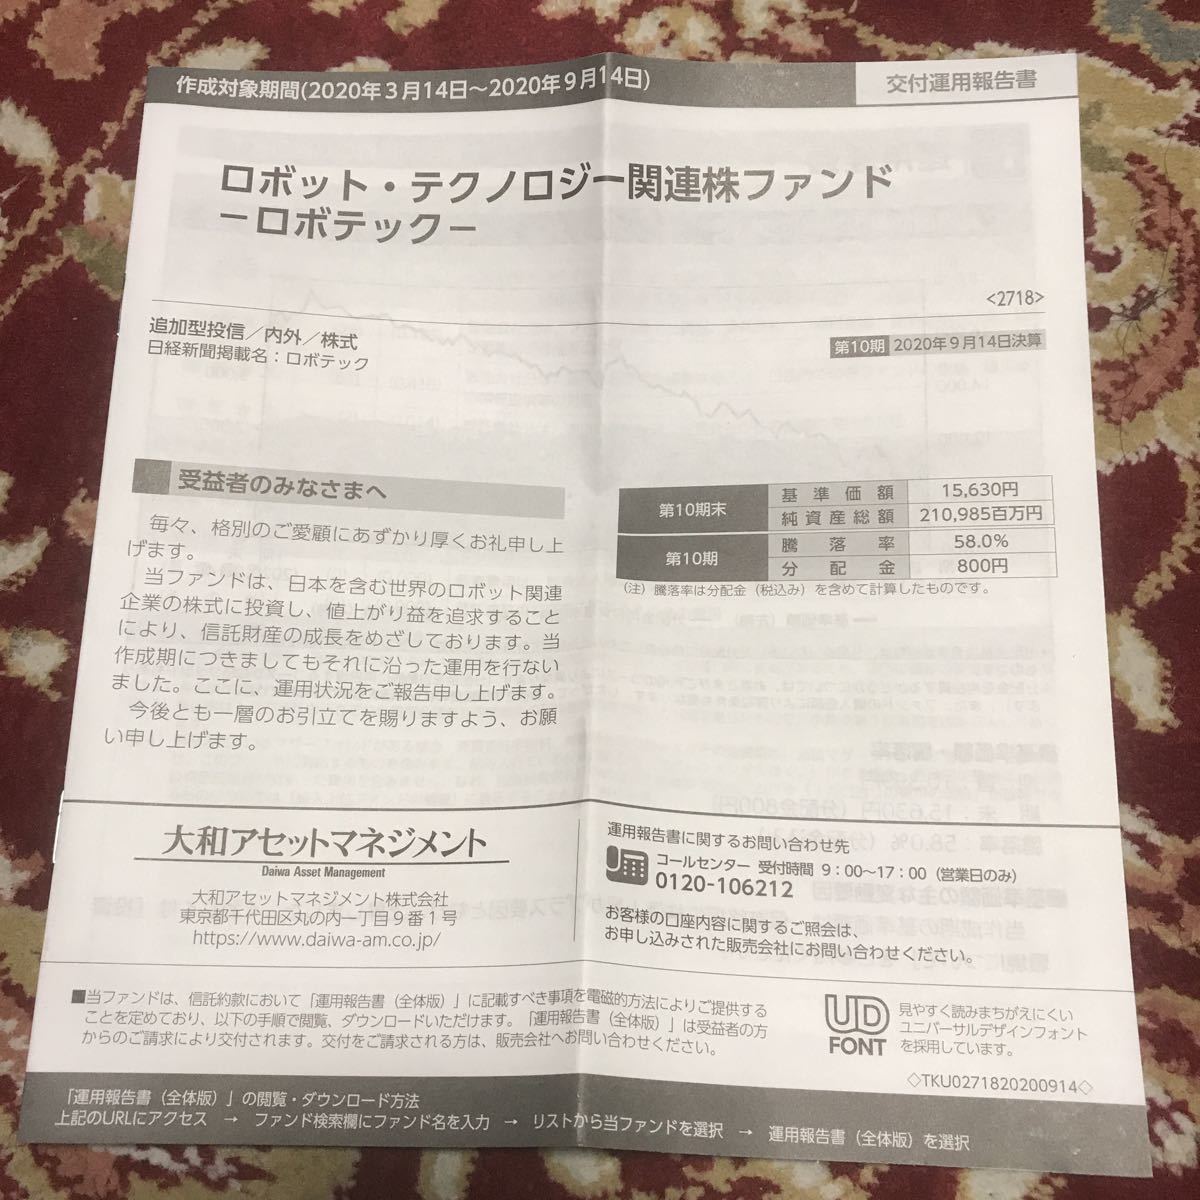 作成対象期間(2020年3月14日～2020年9月14日)
交付運用報告書
ロボット・テクノロジー関連株ファンド
－ロボテック－
<2718>
追加型投信／内外／株式
日経新聞掲載名：ロボテック
第10期 2020年9月14日決算
受益者のみなさまへ
毎々、格別のご愛顧にあずかり厚くお礼申し上
げます。
当ファンドは、日本を含む世界のロボット関連
企業の株式に投資し、値上がり益を追求すること
により、信託財産の成長をめざしております。当
作成期につきましてもそれに沿った運用を行ない
ました。ここに、運用状況をご報告申し上げます。
今後とも一層のお引立てを賜りますよう、お願
い申し上げます。
第10期末 基準価額 15,630円
純資産総額 210,985百万円
第10期 騰落率 58.0%
分配金 800円
（注）騰落率は分配金（税込み）を含めて計算したものです。
大和アセットマネジメント
Daiwa Asset Management
大和アセットマネジメント株式会社
東京都千代田区丸の内一丁目9番1号
https://www.daiwa-am.co.jp/
運用報告書に関するお問い合わせ先
コールセンター 受付時間 9：00～17：00（営業日のみ）
0120-106212
お客様の口座内容に関するご照会は、
お申し込みされた販売会社にお問い合わせください。
■当ファンドは、信託約款において「運用報告書（全体版）」に記載すべき事項を電磁的方法によりご提供する
ことを定めており、以下の手順で閲覧、ダウンロードいただけます。「運用報告書（全体版）」は受益者の方
からのご請求により交付されます。交付をご請求される方は、販売会社へお問い合わせください。
UD
FONT
見やすく読みまちがえにくい
ユニバーサルデザインフォント
を採用しています。
◇TKU0271820200914◇
「運用報告書（全体版）」の閲覧・ダウンロード方法
上記のURLにアクセス → ファンド検索欄にファンド名を入力 → リストから当ファンドを選択 → 運用報告書（全体版）を選択